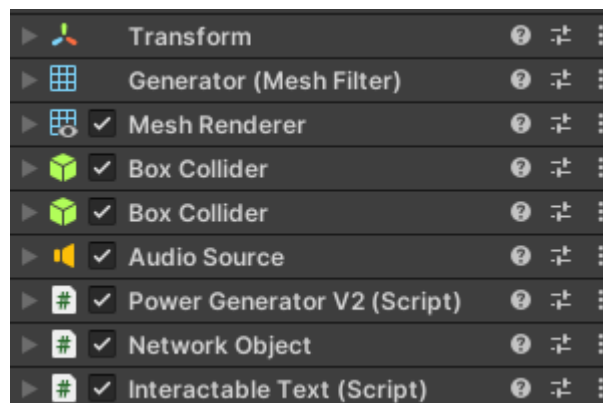 Transform
Generator (Mesh Filter)
Mesh Renderer
Box Collider
Box Collider
Audio Source
# Power Generator V2 (Script)
# Network Object
# Interactable Text (Script)